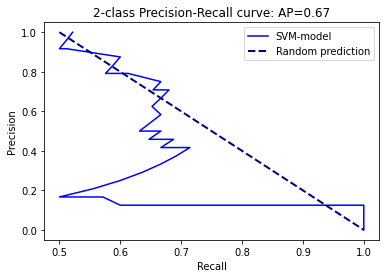 2-class Precision-Recall curve: AP=0.67
SVM-model
Random prediction
Precision
1.0
0.8
0.6
0.4
0.2
0.0
0.5 0.6 0.7 0.8 0.9 1.0
Recall